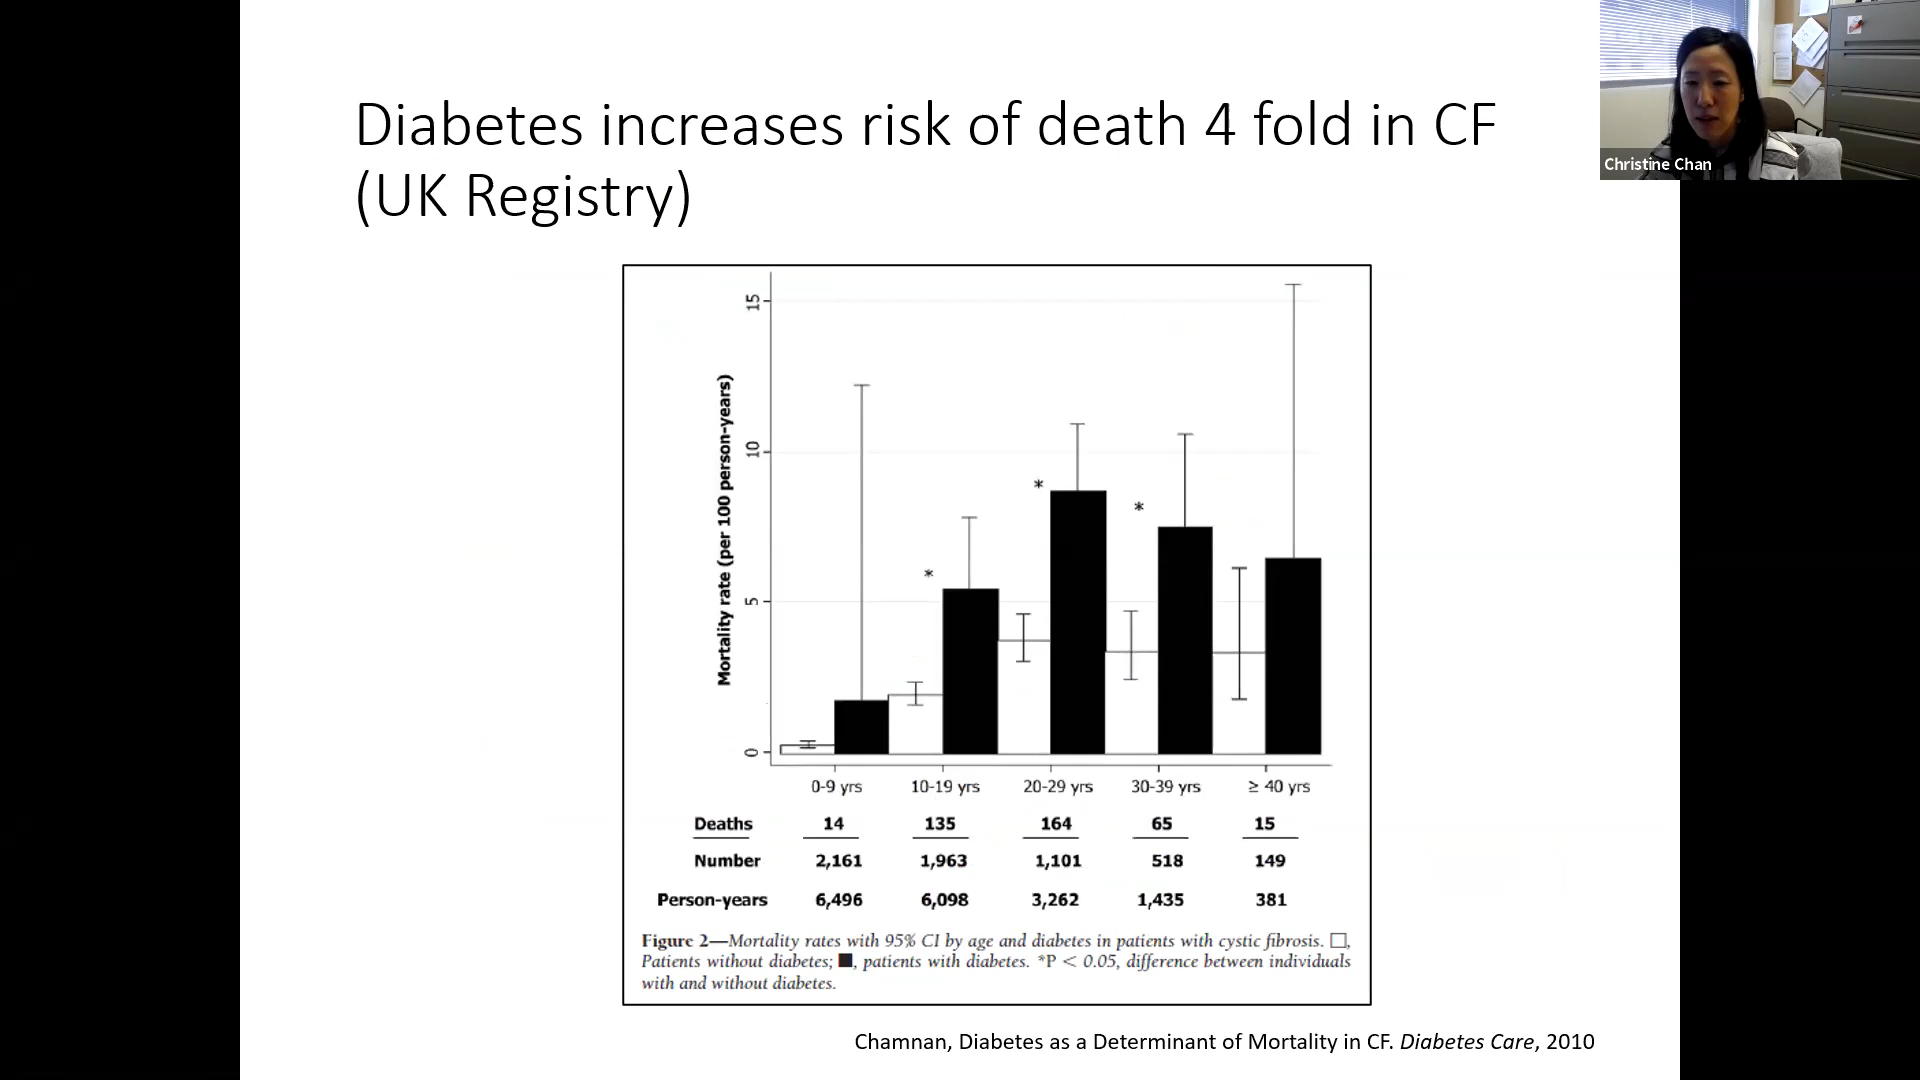 Diabetes increases risk of death 4 fold in CF
(UK Registry)
Christine Chan
Mortality rate (per 100 person-years)
15
10
5
0
0-9 yrs 10-19 yrs 20-29 yrs 30-39 yrs ≥ 40 yrs
* * *
Deaths 14 135 164 65 15
Number 2,161 1,963 1,101 518 149
Person-years 6,496 6,098 3,262 1,435 381
Figure 2—Mortality rates with 95% CI by age and diabetes in patients with cystic fibrosis. □,
Patients without diabetes; ■, patients with diabetes. *P < 0.05, difference between individuals
with and without diabetes.
Chamnan, Diabetes as a Determinant of Mortality in CF. Diabetes Care, 2010